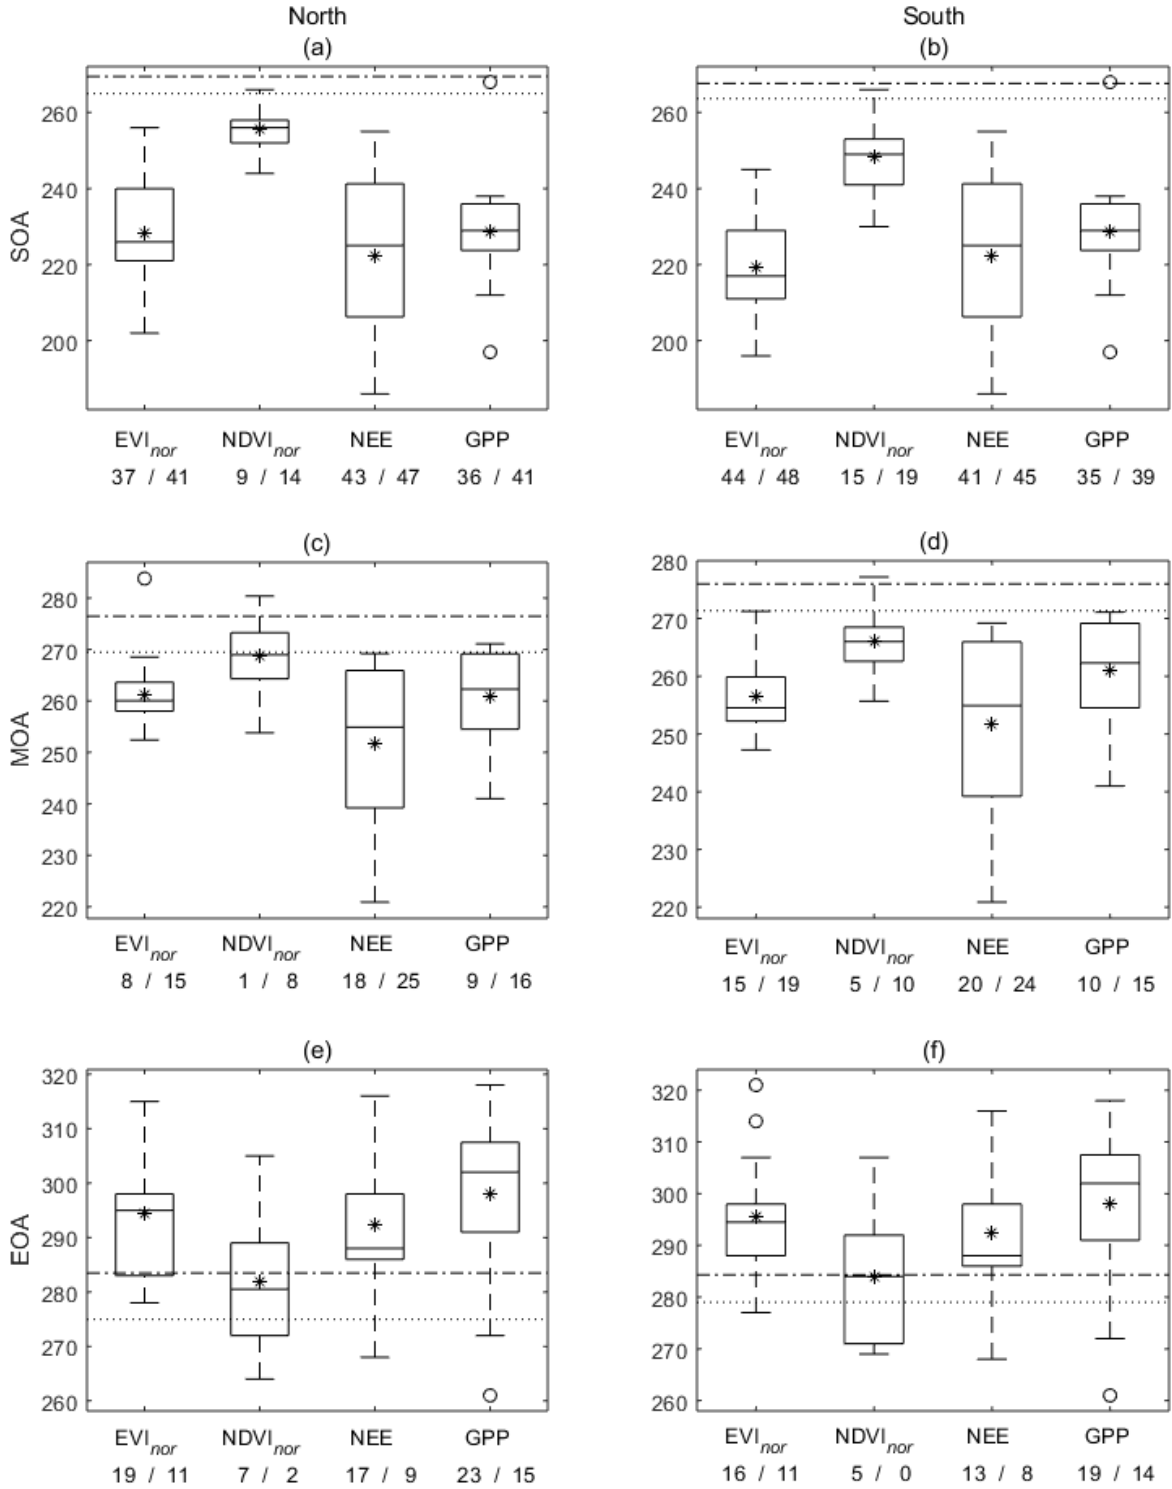 North South
(a) (b)
SOA
260
240
220
200
260
240
220
200
EVInor NDVInor NEE GPP
37 / 41 9 / 14 43 / 47 36 / 41
EVInor NDVInor NEE GPP
44 / 48 15 / 19 41 / 45 35 / 39
(c) (d)
MOA
280
270
260
250
240
230
220
280
270
260
250
240
230
220
EVInor NDVInor NEE GPP
8 / 15 1 / 8 18 / 25 9 / 16
EVInor NDVInor NEE GPP
15 / 19 5 / 10 20 / 24 10 / 15
(e) (f)
EOA
320
310
300
290
280
270
260
320
310
300
290
280
270
260
EVInor NDVInor NEE GPP
19 / 11 7 / 2 17 / 9 23 / 15
EVInor NDVInor NEE GPP
16 / 11 5 / 0 13 / 8 19 / 14